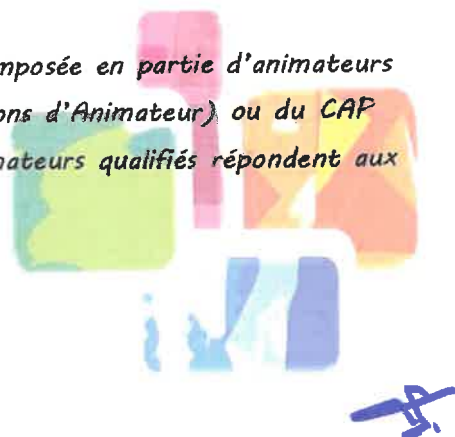 mposée en partie d'animateurs
ons d'Animateur) ou du CAP
nateurs qualifiés répondent aux